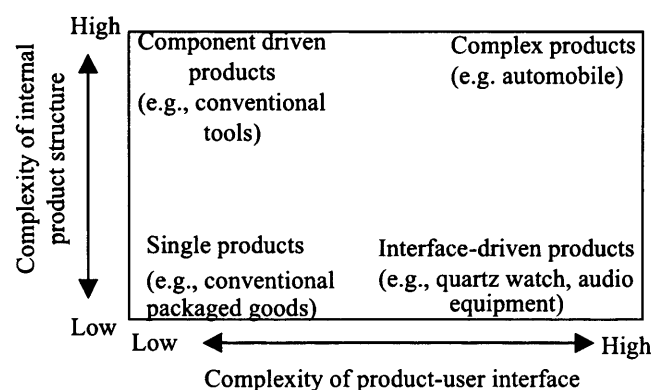 High
Component driven
products
(e.g., conventional
tools)
Complex products
(e.g. automobile)
Complexity of internal
product structure
Single products
(e.g., conventional
packaged goods)
Interface-driven products
(e.g., quartz watch, audio
equipment)
Low
Low
High
Complexity of product-user interface